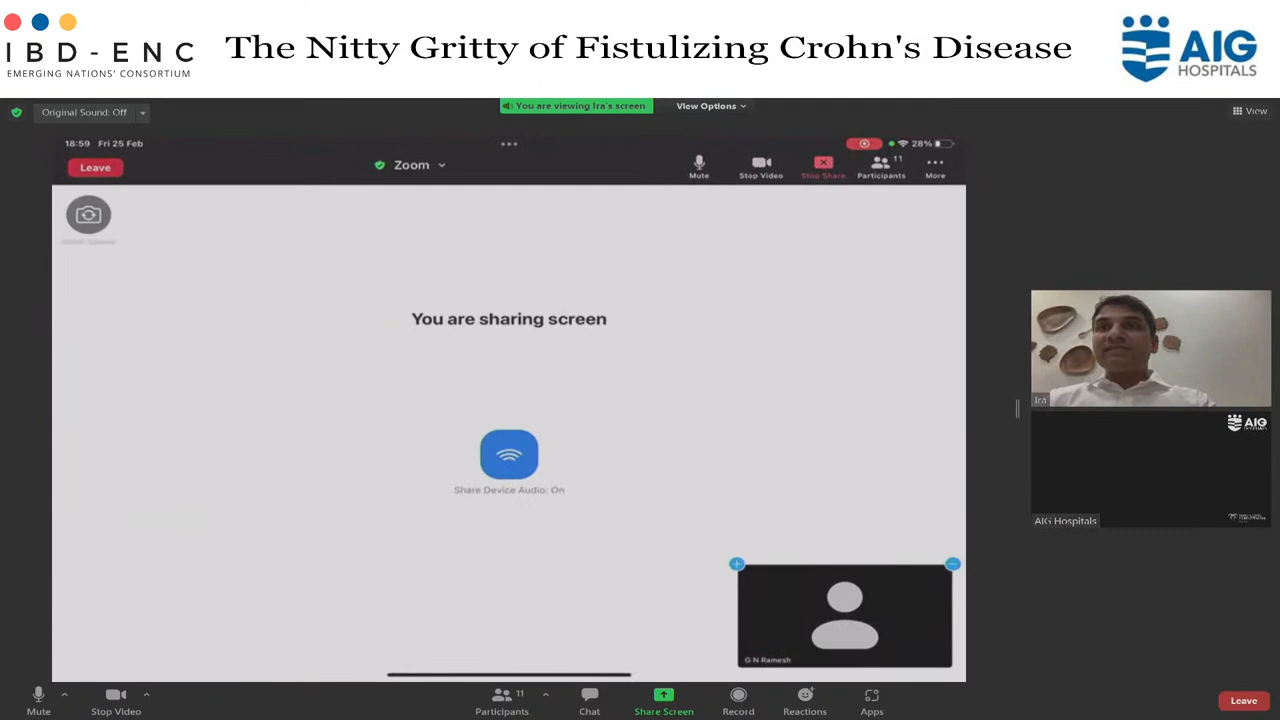 IBD-ENC
EMERGING NATIONS' CONSORTIUM
The Nitty Gritty of Fistulizing Crohn's Disease
AIG
HOSPITALS
Original Sound: Off
You are viewing Ira's screen
View Options
View
18:59 Fri 25 Feb
28%
Leave
Zoom
Mute
Stop Video
Stop Share
Participants
11
More
You are sharing screen
Share Device Audio: On
G N Ramesh
Ira
AIG
AIG Hospitals
Mute
Stop Video
Participants
11
Chat
Share Screen
Record
Reactions
Apps
Leave